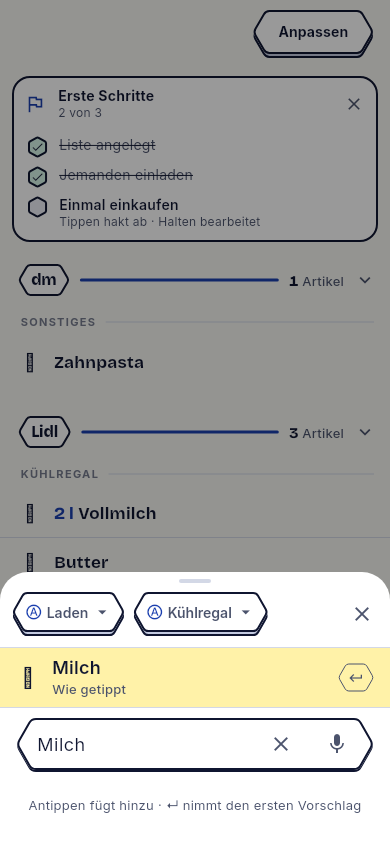 Anpassen
Erste Schritte
2 von 3
Liste angelegt
Jemanden einladen
Einmal einkaufen
Tippen hakt ab · Halten bearbeitet
dm
1 Artikel
SONSTIGES
Zahnpasta
Lidl
3 Artikel
KÜHLREGAL
2 l Vollmilch
Butter
A Laden
A Kühlregal
Milch
Wie getippt
Milch
Antippen fügt hinzu · ↵ nimmt den ersten Vorschlag